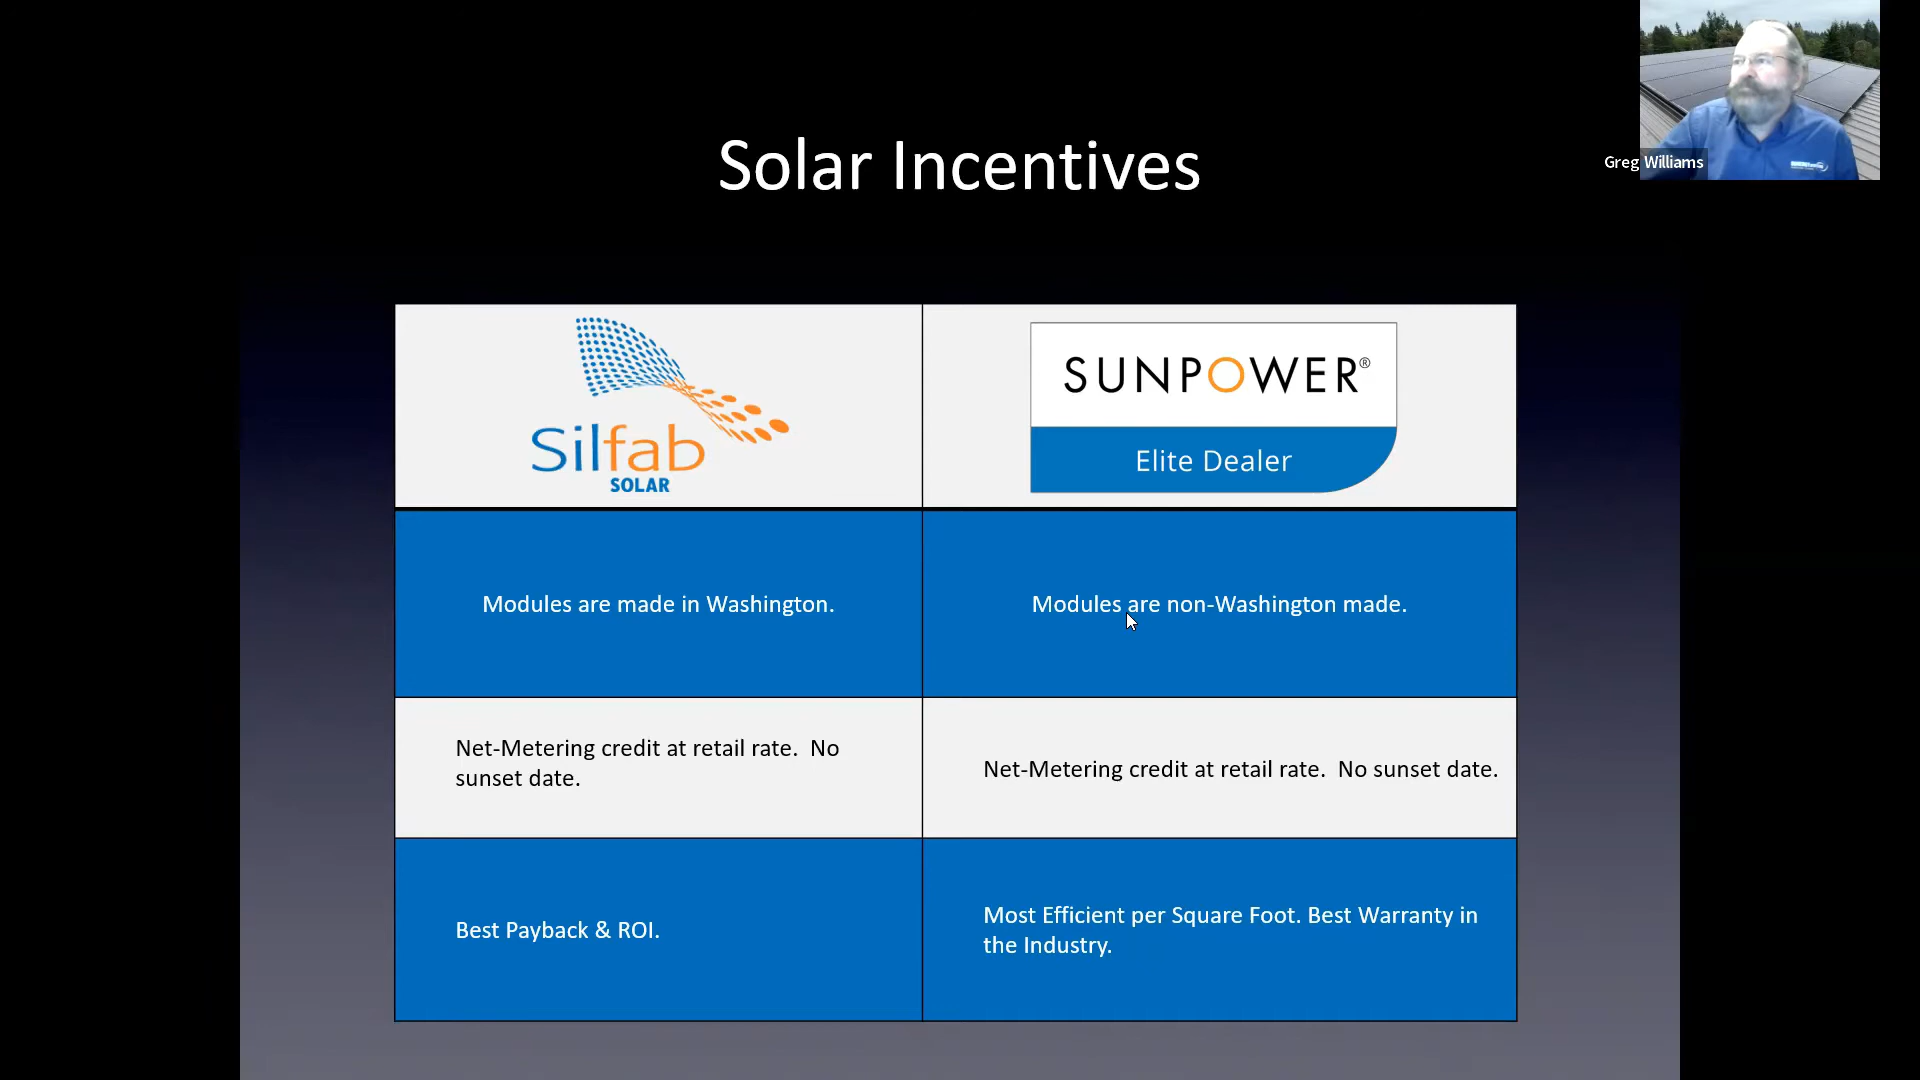 Greg Williams
Solar Incentives
Silfab
SOLAR
SUNPOWER®
Elite Dealer
Modules are made in Washington.
Modules are non-Washington made.
Net-Metering credit at retail rate.  No
sunset date.
Net-Metering credit at retail rate.  No sunset date.
Best Payback & ROI.
Most Efficient per Square Foot. Best Warranty in
the Industry.